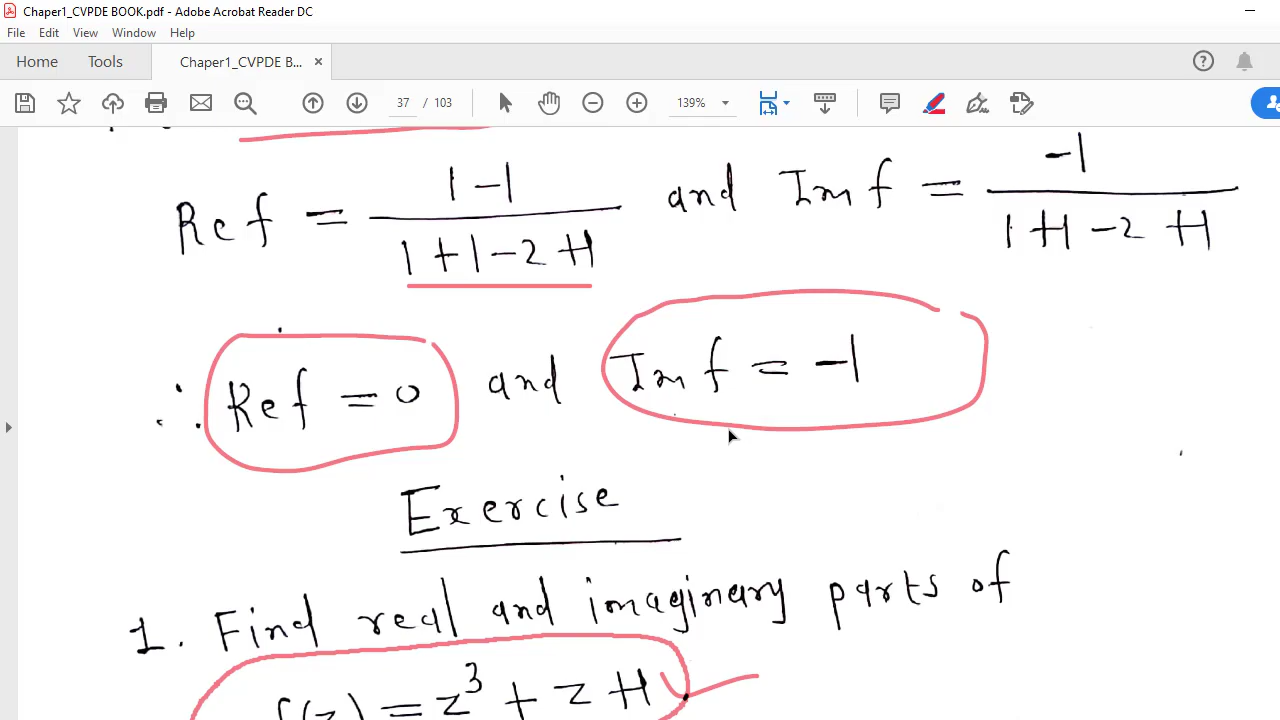 Chaper1_CVPDE BOOK.pdf - Adobe Acrobat Reader DC
File Edit View Window Help
Home Tools Chaper1_CVPDE B... ×
37 / 103 139%
Ref = 1-1 / 1+1-2+1 and Imf = -1 / 1+1-2+1
∴ Ref = 0 and Imf = -1
Exercise
1. Find real and imaginary parts of
f(z) = z³ + z +1